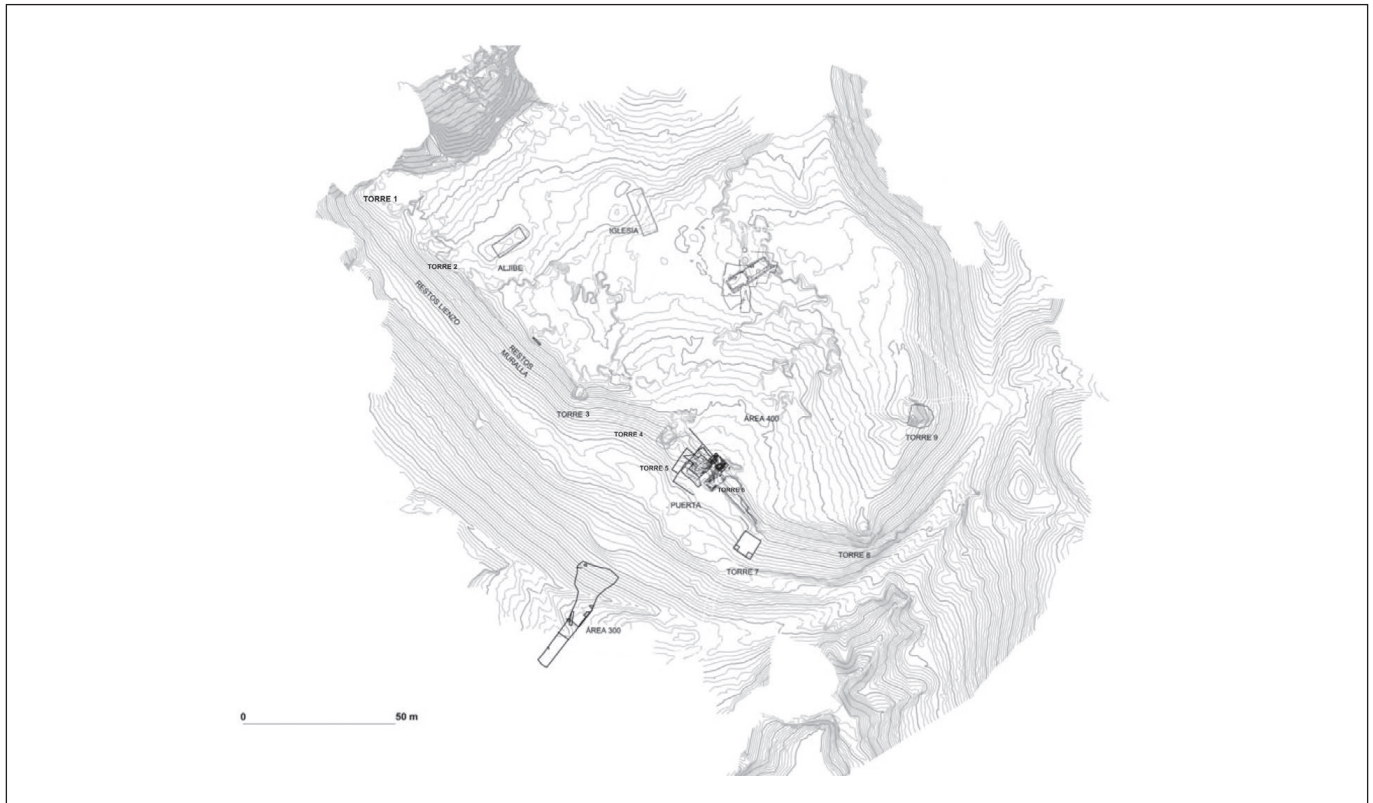 TORRE 1
IGLESIA
ALJIBE
TORRE 2
RESTOS LIENZO
RESTOS
MURALLA
TORRE 3
ÁREA 400
TORRE 4
TORRE 9
TORRE 5
TORRE 6
PUERTA
TORRE 8
TORRE 7
ÁREA 300
0 50 m